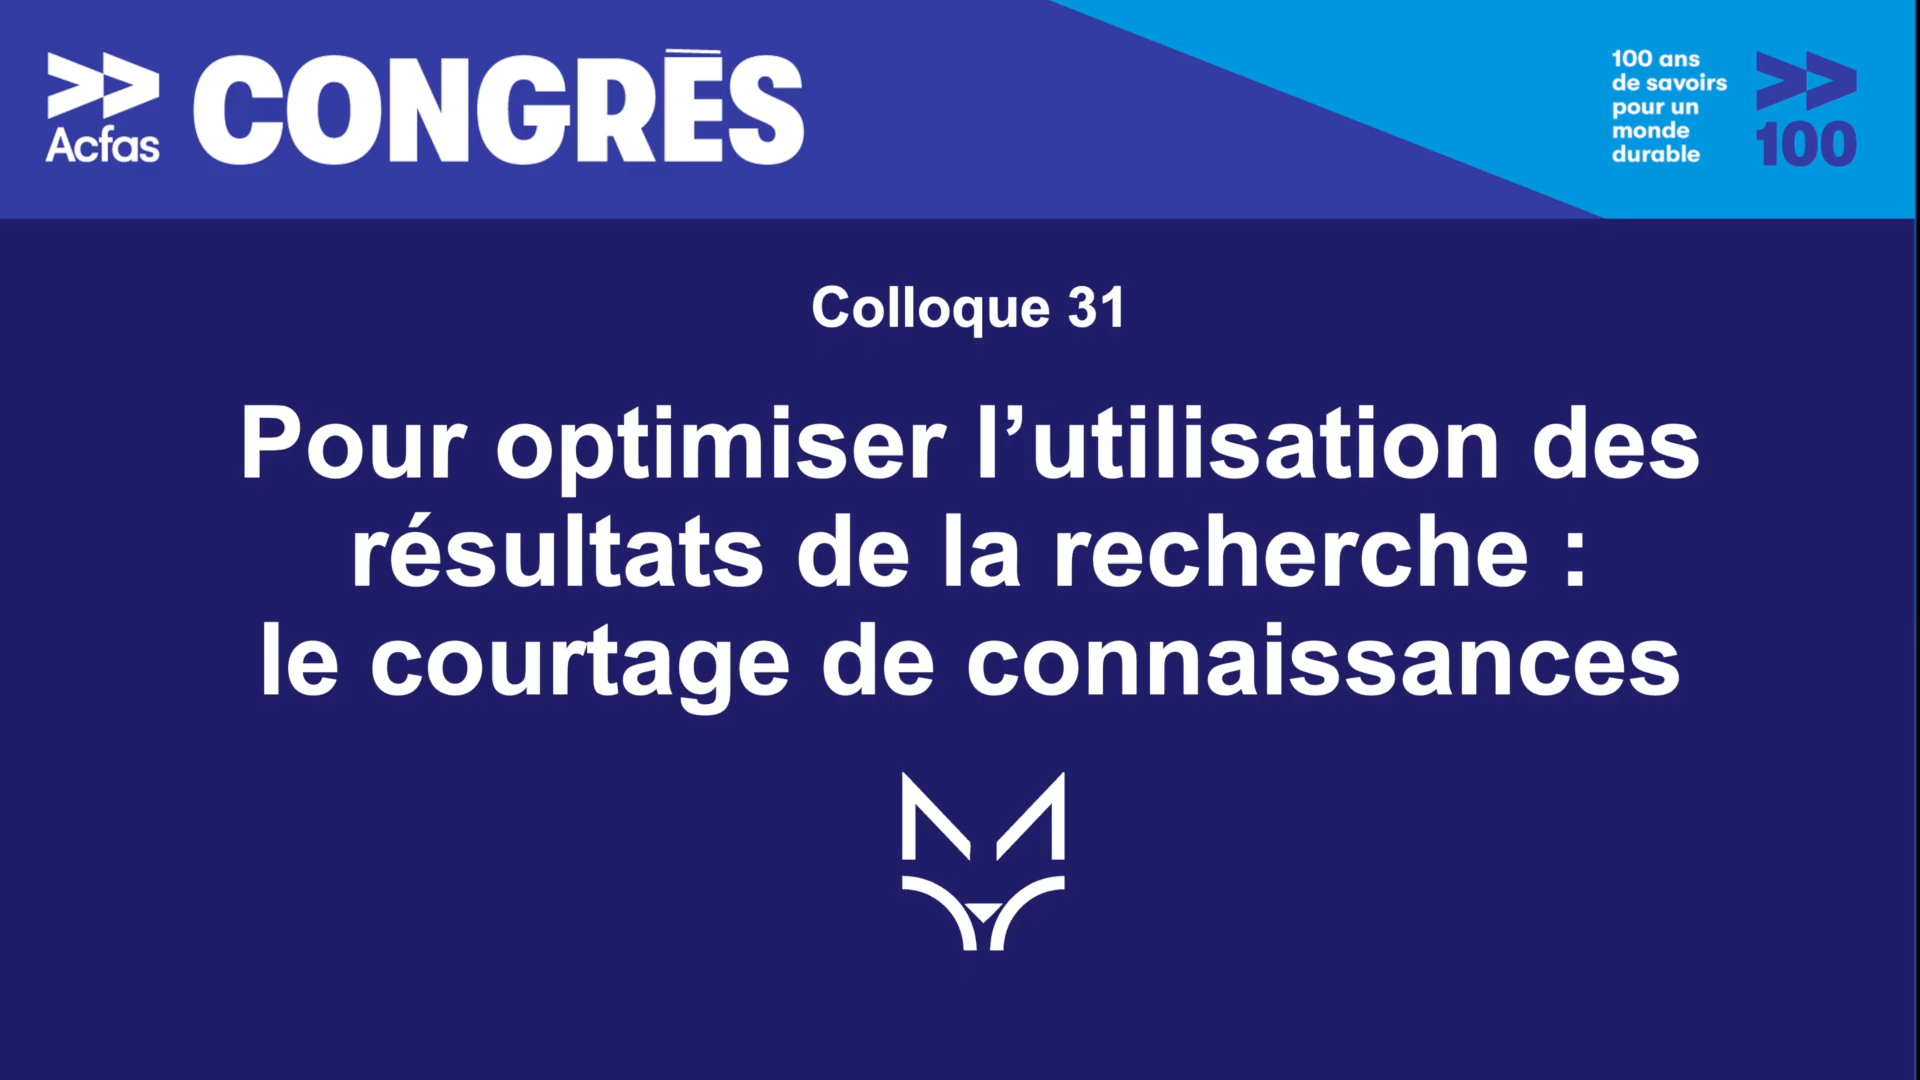 Acfas
CONGRÈS
100 ans
de savoirs
pour un
monde
durable
100
Colloque 31
Pour optimiser l’utilisation des
résultats de la recherche :
le courtage de connaissances